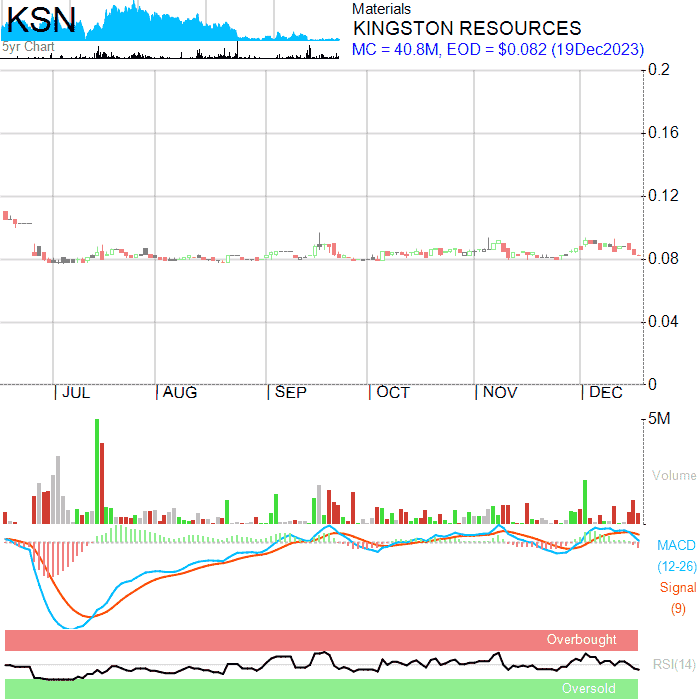 KSN
5yr Chart
Materials
KINGSTON RESOURCES
MC = 40.8M, EOD = $0.082 (19Dec2023)
0.2
0.16
0.12
0.08
0.04
0
JUL AUG SEP OCT NOV DEC
5M
Volume
MACD
(12-26)
Signal
(9)
Overbought
RSI(14)
Oversold